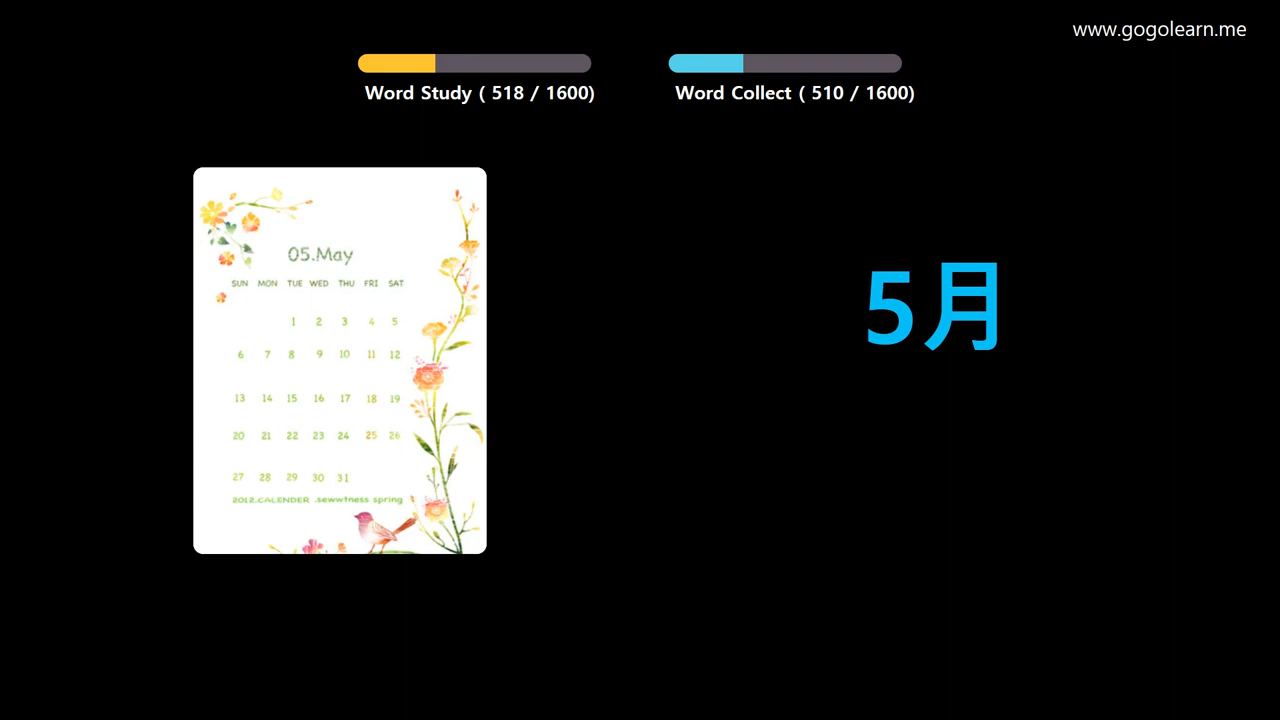 www.gogolearn.me
Word Study ( 518 / 1600)
Word Collect ( 510 / 1600)
05.May
SUN MON TUE WED THU FRI SAT
1 2 3 4 5
6 7 8 9 10 11 12
13 14 15 16 17 18 19
20 21 22 23 24 25 26
27 28 29 30 31
2012.CALENDER .sewwtness spring
5月